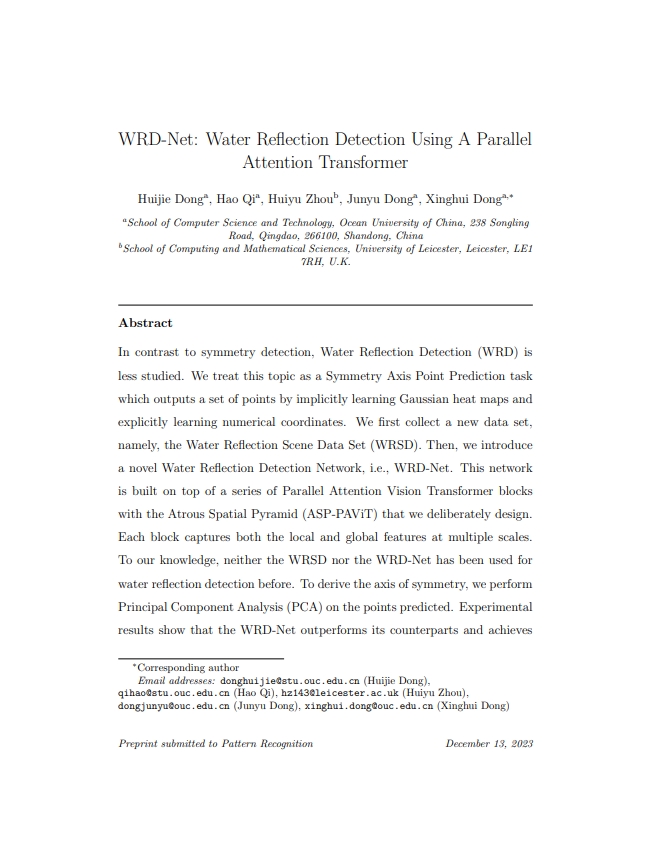 WRD-Net: Water Reflection Detection Using A Parallel
Attention Transformer
Huijie Dongᵃ, Hao Qiᵃ, Huiyu Zhouᵇ, Junyu Dongᵃ, Xinghui Dongᵃ,*
ᵃSchool of Computer Science and Technology, Ocean University of China, 238 Songling
Road, Qingdao, 266100, Shandong, China
ᵇSchool of Computing and Mathematical Sciences, University of Leicester, Leicester, LE1
7RH, U.K.
Abstract
In contrast to symmetry detection, Water Reflection Detection (WRD) is
less studied. We treat this topic as a Symmetry Axis Point Prediction task
which outputs a set of points by implicitly learning Gaussian heat maps and
explicitly learning numerical coordinates. We first collect a new data set,
namely, the Water Reflection Scene Data Set (WRSD). Then, we introduce
a novel Water Reflection Detection Network, i.e., WRD-Net. This network
is built on top of a series of Parallel Attention Vision Transformer blocks
with the Atrous Spatial Pyramid (ASP-PAViT) that we deliberately design.
Each block captures both the local and global features at multiple scales.
To our knowledge, neither the WRSD nor the WRD-Net has been used for
water reflection detection before. To derive the axis of symmetry, we perform
Principal Component Analysis (PCA) on the points predicted. Experimental
results show that the WRD-Net outperforms its counterparts and achieves
*Corresponding author
Email addresses: donghuijie@stu.ouc.edu.cn (Huijie Dong),
qihao@stu.ouc.edu.cn (Hao Qi), hz143@leicester.ac.uk (Huiyu Zhou),
dongjunyu@ouc.edu.cn (Junyu Dong), xinghui.dong@ouc.edu.cn (Xinghui Dong)
Preprint submitted to Pattern Recognition December 13, 2023